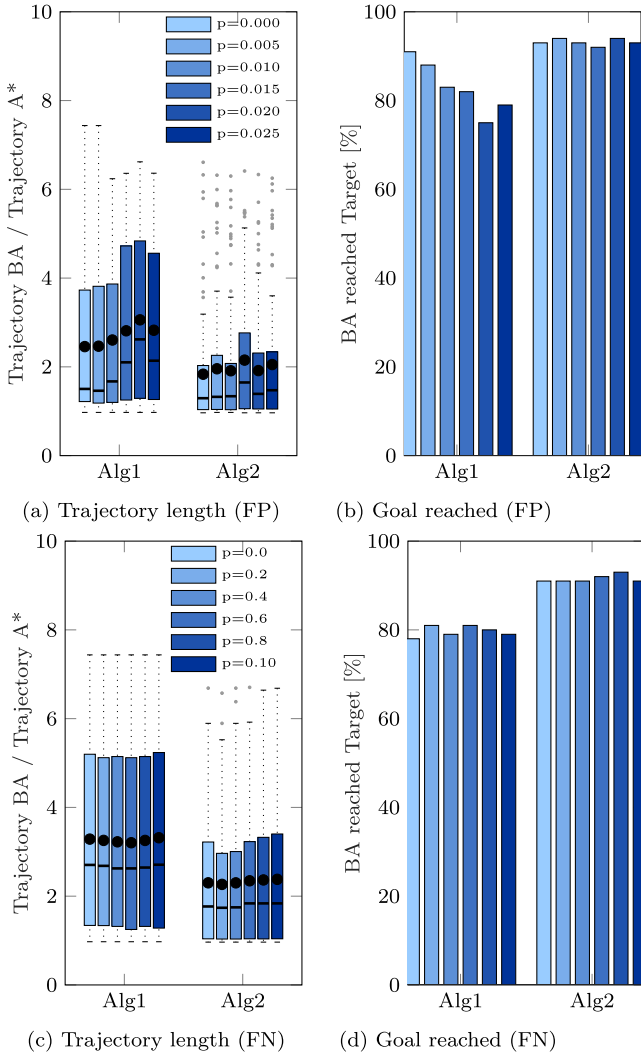 10
8
6
4
2
0
Trajectory BA / Trajectory A*
p=0.000
p=0.005
p=0.010
p=0.015
p=0.020
p=0.025
Alg1
Alg2
(a) Trajectory length (FP)
100
80
60
40
20
0
BA reached Target [%]
Alg1
Alg2
(b) Goal reached (FP)
10
8
6
4
2
0
Trajectory BA / Trajectory A*
p=0.0
p=0.2
p=0.4
p=0.6
p=0.8
p=0.10
Alg1
Alg2
(c) Trajectory length (FN)
100
80
60
40
20
0
BA reached Target [%]
Alg1
Alg2
(d) Goal reached (FN)